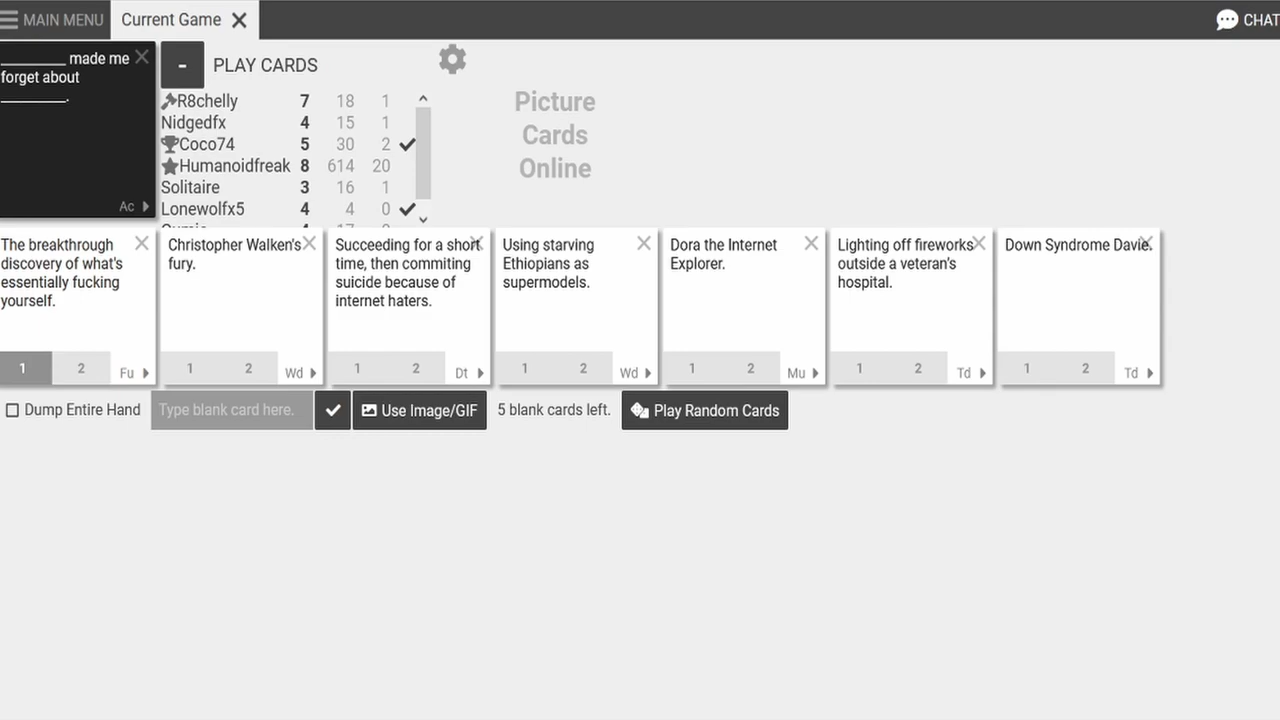 MAIN MENU
Current Game
CHAT
_________ made me
forget about
_________.
Ac
-
PLAY CARDS
R8chelly 7 18 1
Nidgedfx 4 15 1
Coco74 5 30 2
Humanoidfreak 8 614 20
Solitaire 3 16 1
Lonewolfx5 4 4 0
Picture
Cards
Online
The breakthrough
discovery of what's
essentially fucking
yourself.
1 2 Fu
Christopher Walken's
fury.
1 2 Wd
Succeeding for a short
time, then commiting
suicide because of
internet haters.
1 2 Dt
Using starving
Ethiopians as
supermodels.
1 2 Wd
Dora the Internet
Explorer.
1 2 Mu
Lighting off fireworks
outside a veteran's
hospital.
1 2 Td
Down Syndrome Davie.
1 2 Td
Dump Entire Hand
Type blank card here.
Use Image/GIF
5 blank cards left.
Play Random Cards